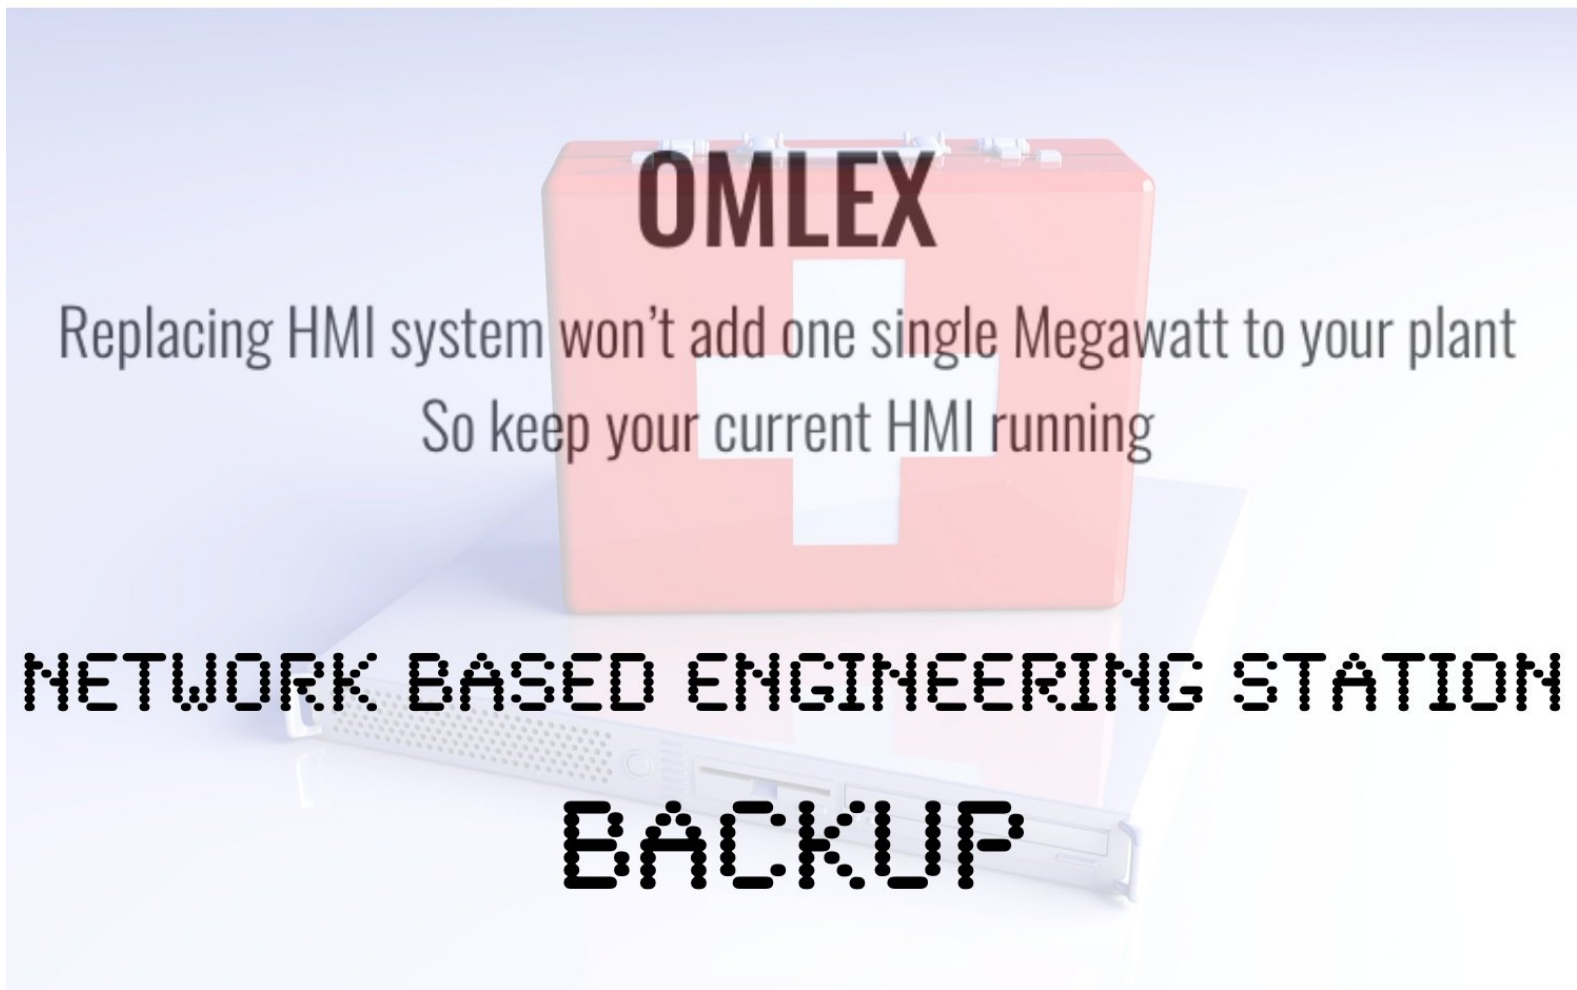 OMLEX
Replacing HMI system won't add one single Megawatt to your plant
So keep your current HMI running
NETWORK BASED ENGINEERING STATION
BACKUP